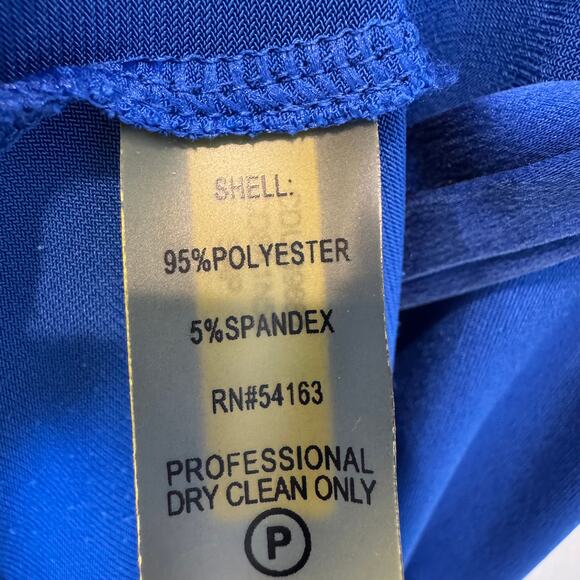 SHELL:
95%POLYESTER
5%SPANDEX
RN#54163
PROFESSIONAL
DRY CLEAN ONLY
P